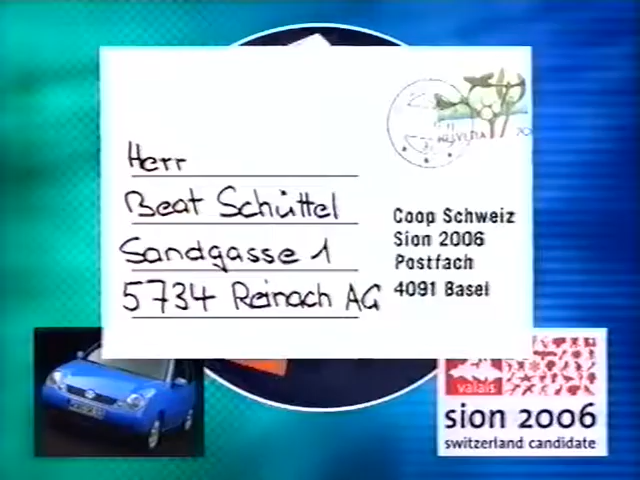 Helvetia
Herr
Beat Schüttel
Sandgasse 1
5734 Reinach AG
Coop Schweiz
Sion 2006
Postfach
4091 Basel
valais
sion 2006
switzerland candidate